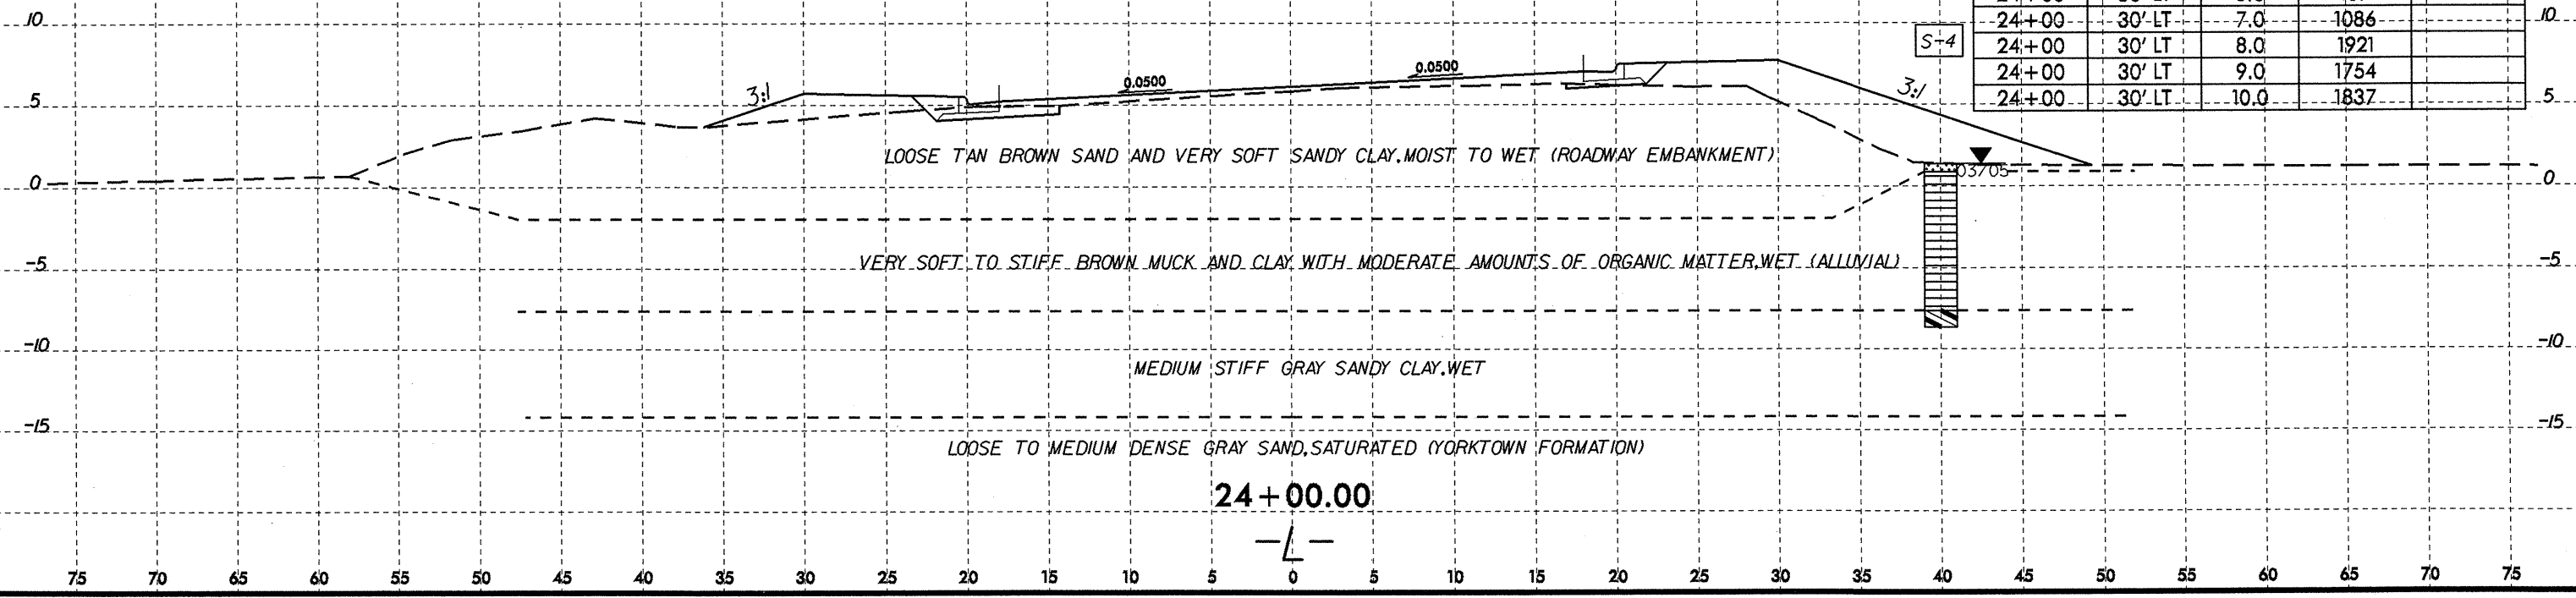 10 10
24+00 30' LT 7.0 1086
S-4 24+00 30' LT 8.0 1921
24+00 30' LT 9.0 1754
24+00 30' LT 10.0 1837
0.0500 0.0500
3:1 3:1
5 5
LOOSE TAN BROWN SAND AND VERY SOFT SANDY CLAY, MOIST TO WET (ROADWAY EMBANKMENT)
03/05
0 0
VERY SOFT TO STIFF BROWN MUCK AND CLAY WITH MODERATE AMOUNTS OF ORGANIC MATTER, WET (ALLUVIAL)
-5 -5
-10 -10
MEDIUM STIFF GRAY SANDY CLAY, WET
-15 -15
LOOSE TO MEDIUM DENSE GRAY SAND, SATURATED (YORKTOWN FORMATION)
24+00.00
-L-
75 70 65 60 55 50 45 40 35 30 25 20 15 10 5 0 5 10 15 20 25 30 35 40 45 50 55 60 65 70 75